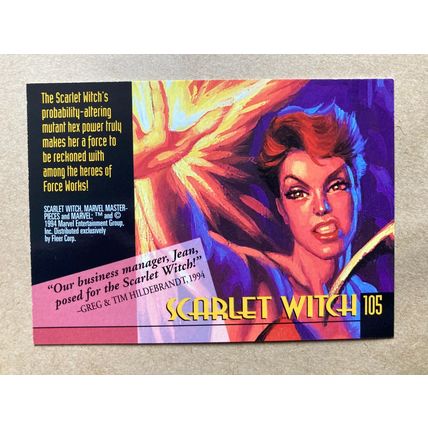 The Scarlet Witch's
probability-altering
mutant hex power truly
makes her a force to
be reckoned with
among the heroes of
Force Works!
SCARLET WITCH, MARVEL MASTER-
PIECES and MARVEL: ™ and ©
1994 Marvel Entertainment Group,
Inc. Distributed exclusively
by Fleer Corp.
"Our business manager, Jean,
posed for the Scarlet Witch!"
-GREG & TIM HILDEBRANDT, 1994
SCARLET WITCH 105